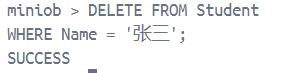 miniob > DELETE FROM Student
WHERE Name = '张三';
SUCCESS